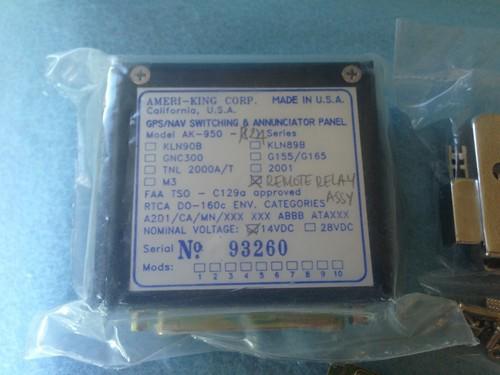 AMERI-KING CORP. MADE IN U.S.A.
California, U.S.A.
GPS/NAV SWITCHING & ANNUNCIATOR PANEL
Model AK-950 - Series
KLN90B KLN89B
GNC300 G155/G165
TNL 2000A/T 2001
M3 REMOTE RELAY
ASSY
FAA TSO - C129a approved
RTCA DO-160c ENV. CATEGORIES
A2D1/CA/MN/XXX XXX ABBB ATAXXX
NOMINAL VOLTAGE: 14VDC 28VDC
Serial No. 93260
Mods:
1 2 3 4 5 6 7 8 9 10